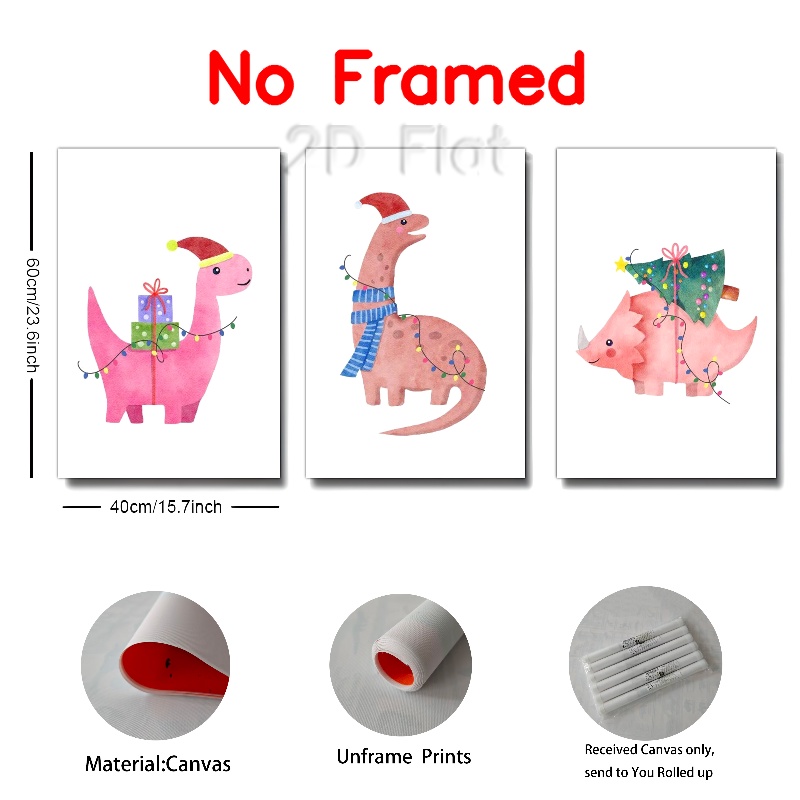 No Framed
2D Flat
60cm/23.6inch
40cm/15.7inch
Material:Canvas
Unframe Prints
Received Canvas only,
send to You Rolled up